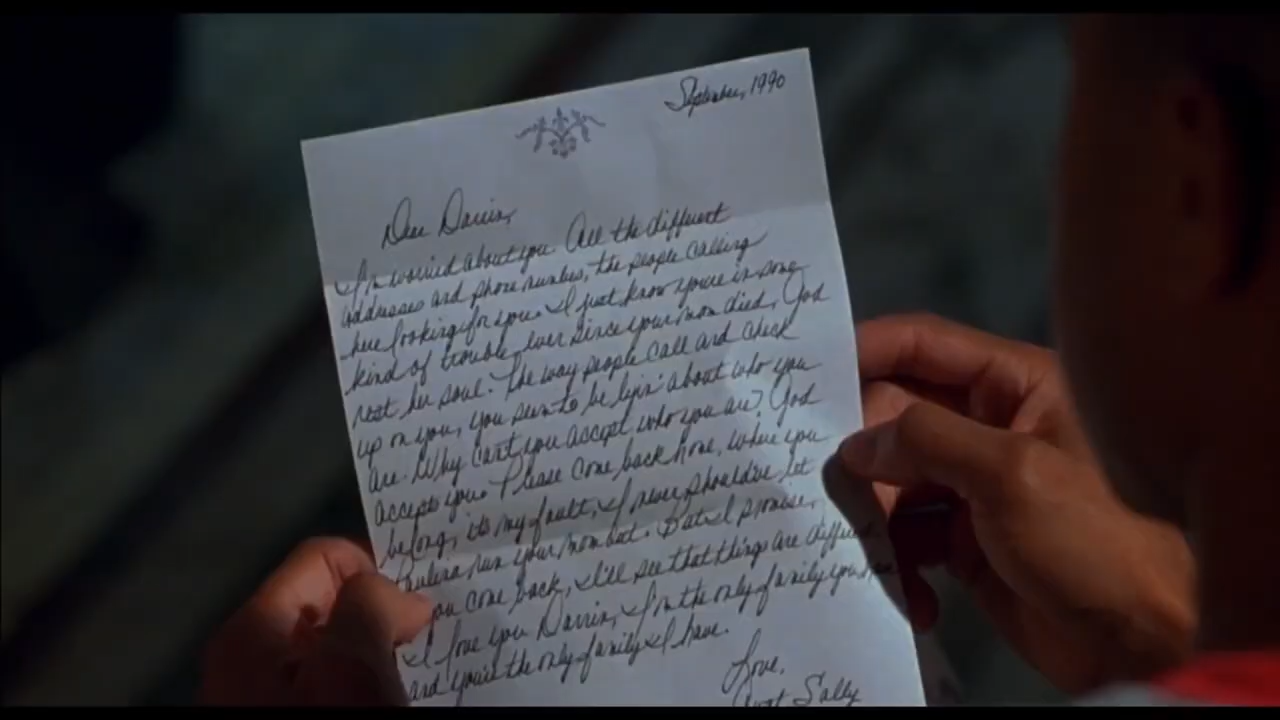 September, 1990
Dear Darrin,
I'm worried about you. All the different
addresses and phone numbers, the people calling
here looking for you. I just know you're in some
kind of trouble. Ever since your mom died, God
rest her soul. The way people call and check
up on you, you seem to be lyin' about who you
are. Why can't you accept who you are? God
accepts you. Please come back home, where you
belong, it's my fault, I never should've let
Paulina run your mom out. But I promise,
you come back, I'll see that things are different
I love you Darrin, I'm the only family you have
and you're the only family I have.
Love,
Aunt Sally